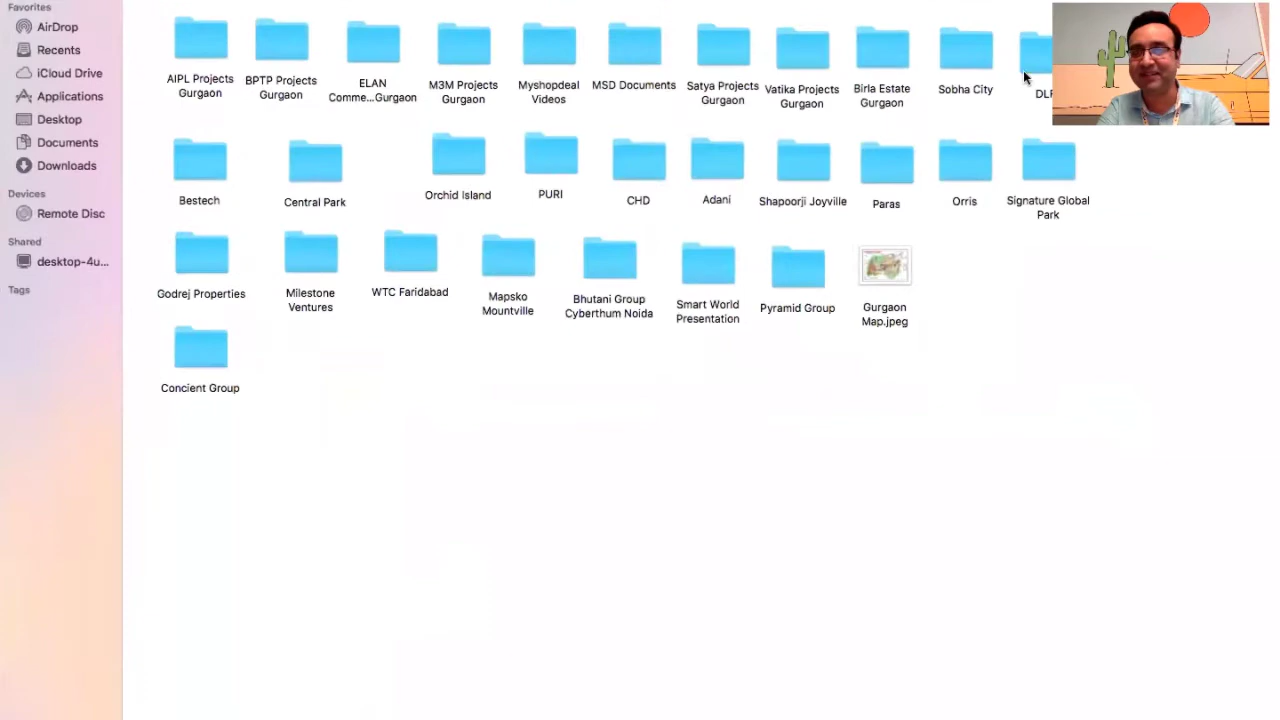 Favorites
AirDrop
Recents
iCloud Drive
Applications
Desktop
Documents
Downloads
Devices
Remote Disc
Shared
desktop-4u...
Tags
AIPL Projects
Gurgaon
BPTP Projects
Gurgaon
ELAN
Comme...Gurgaon
M3M Projects
Gurgaon
Myshopdeal
Videos
MSD Documents
Satya Projects
Gurgaon
Vatika Projects
Gurgaon
Birla Estate
Gurgaon
Sobha City
DLF
Bestech
Central Park
Orchid Island
PURI
CHD
Adani
Shapoorji Joyville
Paras
Orris
Signature Global
Park
Godrej Properties
Milestone
Ventures
WTC Faridabad
Mapsko
Mountville
Bhutani Group
Cyberthum Noida
Smart World
Presentation
Pyramid Group
Gurgaon
Map.jpeg
Concient Group